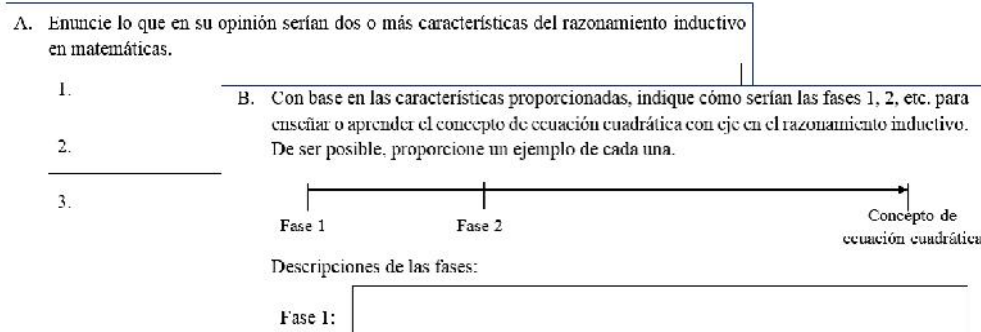 A. Enuncie lo que en su opinión serían dos o más características del razonamiento inductivo
en matemáticas.
1.
2.
3.
B. Con base en las características proporcionadas, indique cómo serían las fases 1, 2, etc. para
enseñar o aprender el concepto de ecuación cuadrática con eje en el razonamiento inductivo.
De ser posible, proporcione un ejemplo de cada una.
Fase 1
Fase 2
Concepto de
ecuación cuadrática
Descripciones de las fases:
Fase 1: